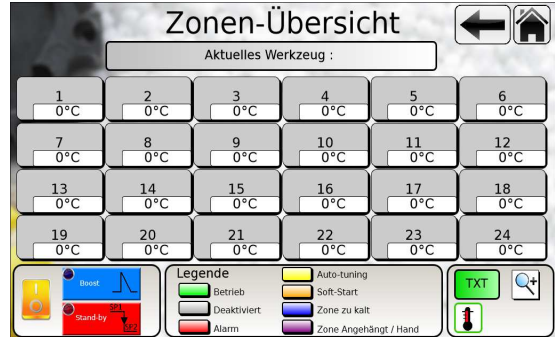 Zonen-Übersicht
Aktuelles Werkzeug :
1 2 3 4 5 6
0°C 0°C 0°C 0°C 0°C 0°C
7 8 9 10 11 12
0°C 0°C 0°C 0°C 0°C 0°C
13 14 15 16 17 18
0°C 0°C 0°C 0°C 0°C 0°C
19 20 21 22 23 24
0°C 0°C 0°C 0°C 0°C 0°C
Boost
Stand-by SP1 SP2
Legende
Betrieb
Deaktiviert
Alarm
Auto-tuning
Soft-Start
Zone zu kalt
Zone Angehängt / Hand
TXT